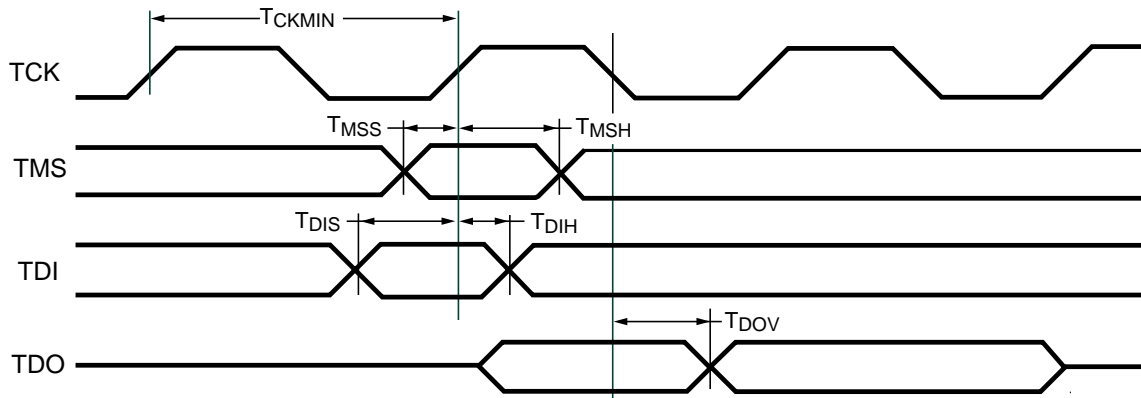 TCKMIN
TCK
TMSS TMSH
TMS
TDIS TDIH
TDI
TDOV
TDO